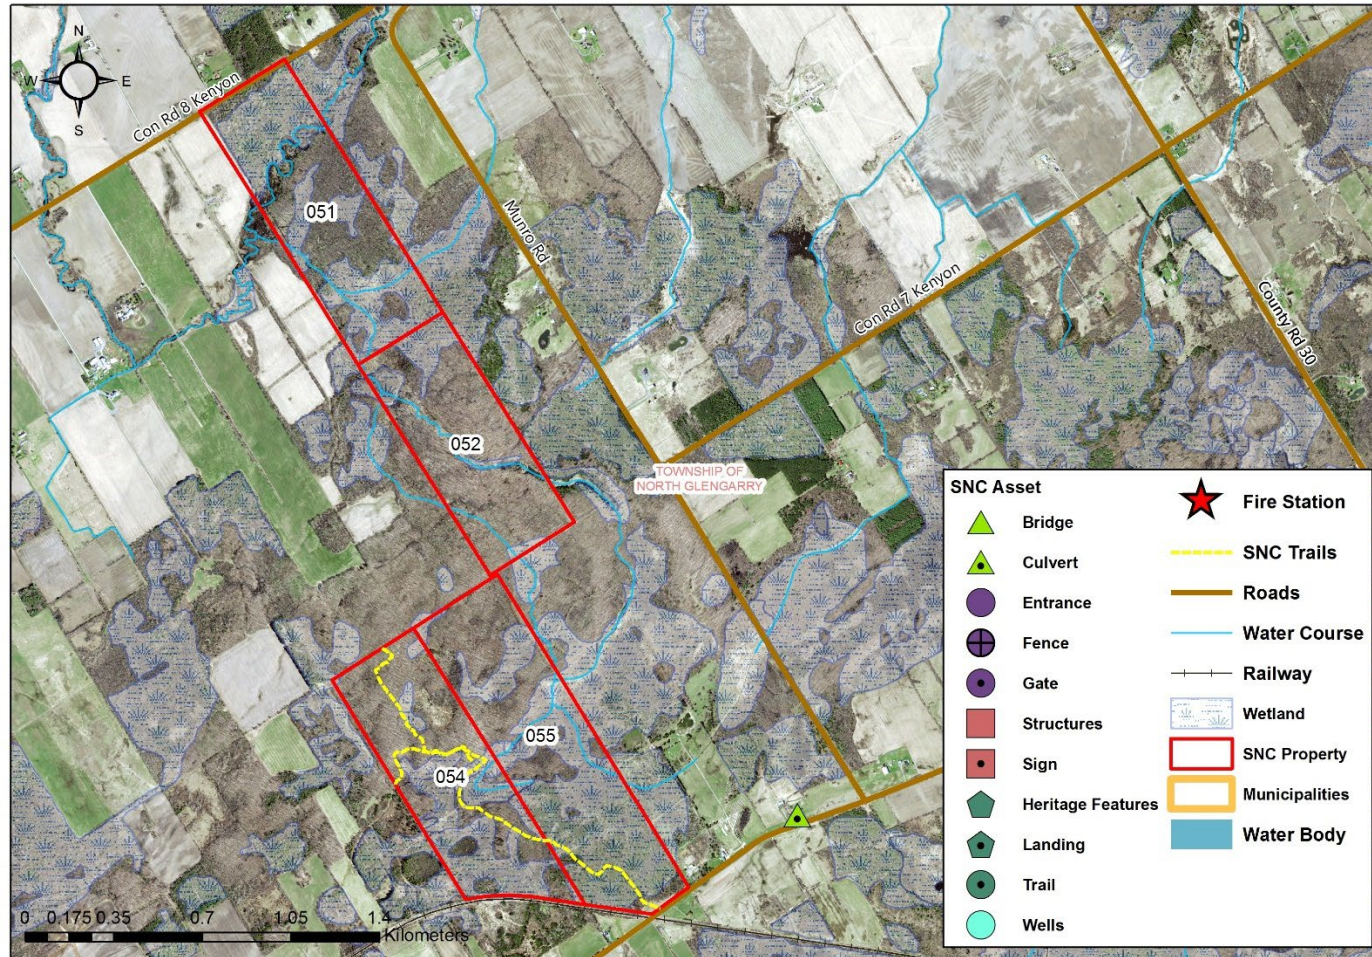 N
W
E
S
Con Rd 8 Kenyon
051
Munro Rd
Con Rd 7 Kenyon
County Rd 30
052
TOWNSHIP OF
NORTH GLENGARRY
055
054
0 0.175 0.35 0.7 1.05 1.4
Kilometers
SNC Asset
Bridge
Culvert
Entrance
Fence
Gate
Structures
Sign
Heritage Features
Landing
Trail
Wells
Fire Station
SNC Trails
Roads
Water Course
Railway
Wetland
SNC Property
Municipalities
Water Body